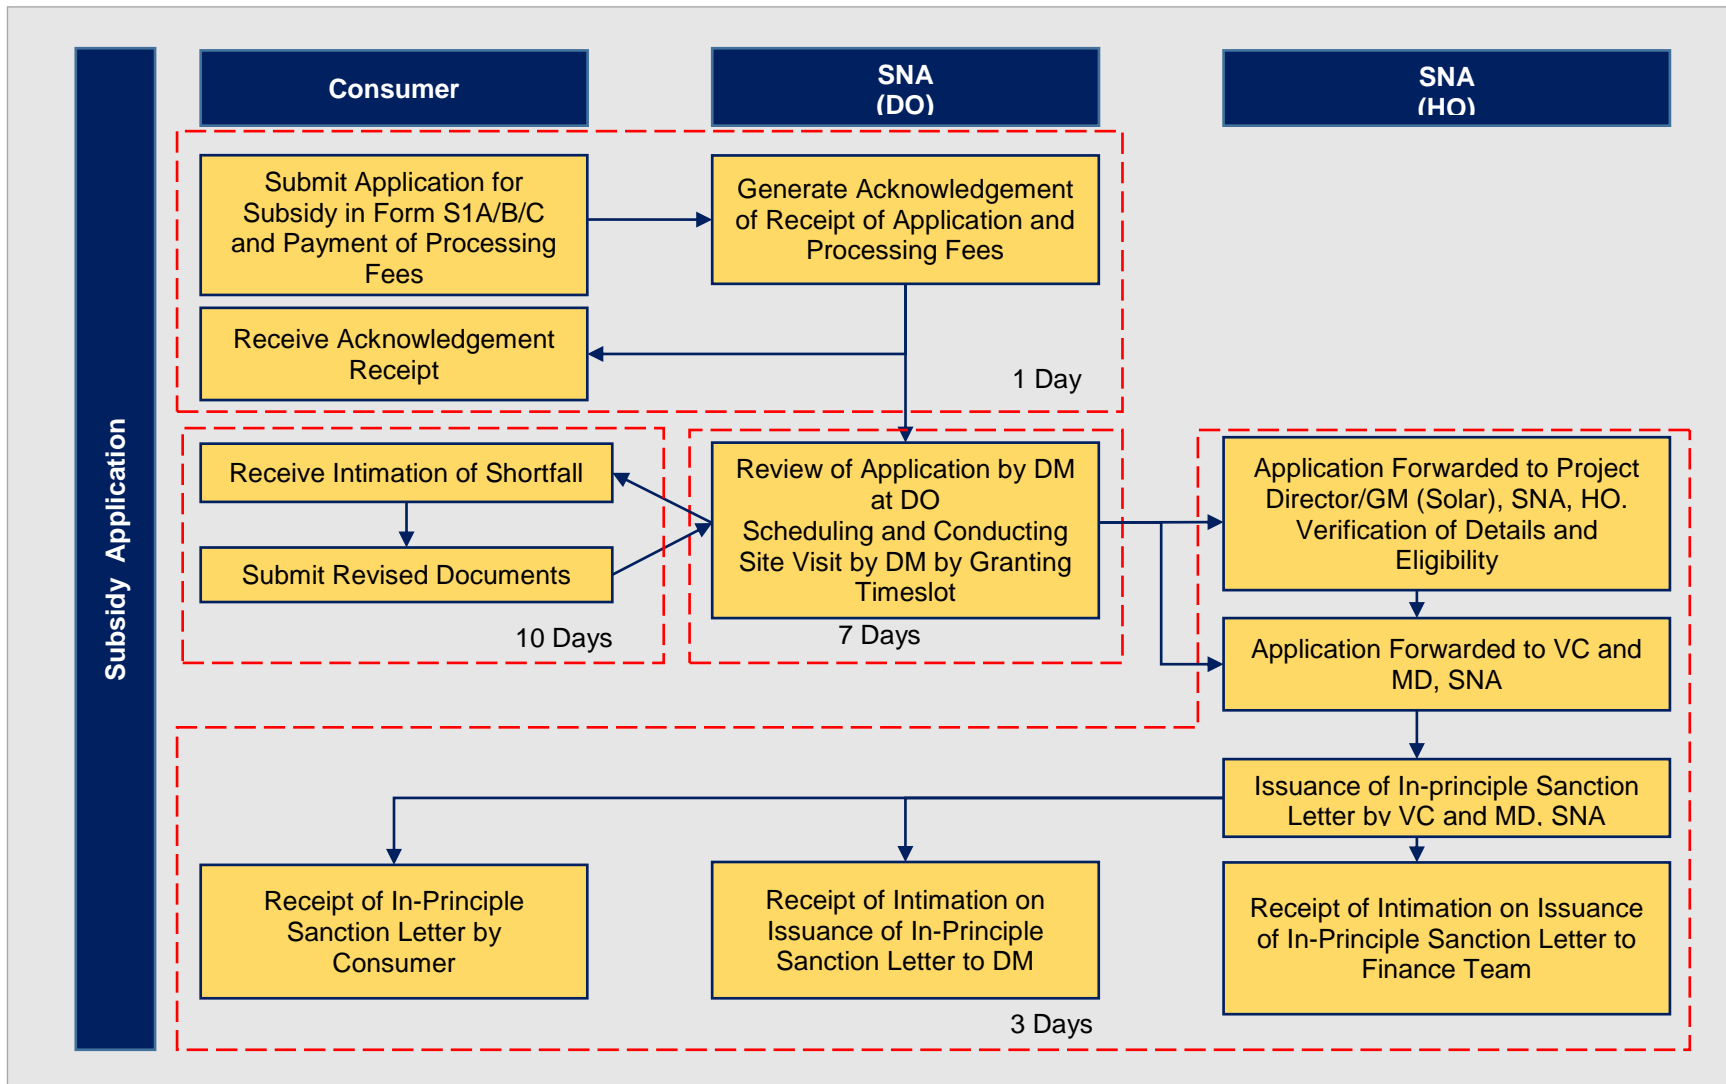 Subsidy Application
Consumer
SNA
(DO)
SNA
(HO)
Submit Application for
Subsidy in Form S1A/B/C
and Payment of Processing
Fees
Generate Acknowledgement
of Receipt of Application and
Processing Fees
Receive Acknowledgement
Receipt
1 Day
Receive Intimation of Shortfall
Submit Revised Documents
10 Days
Review of Application by DM
at DO
Scheduling and Conducting
Site Visit by DM by Granting
Timeslot
7 Days
Application Forwarded to Project
Director/GM (Solar), SNA, HO.
Verification of Details and
Eligibility
Application Forwarded to VC and
MD, SNA
Issuance of In-principle Sanction
Letter by VC and MD, SNA
Receipt of In-Principle
Sanction Letter by
Consumer
Receipt of Intimation on
Issuance of In-Principle
Sanction Letter to DM
Receipt of Intimation on Issuance
of In-Principle Sanction Letter to
Finance Team
3 Days